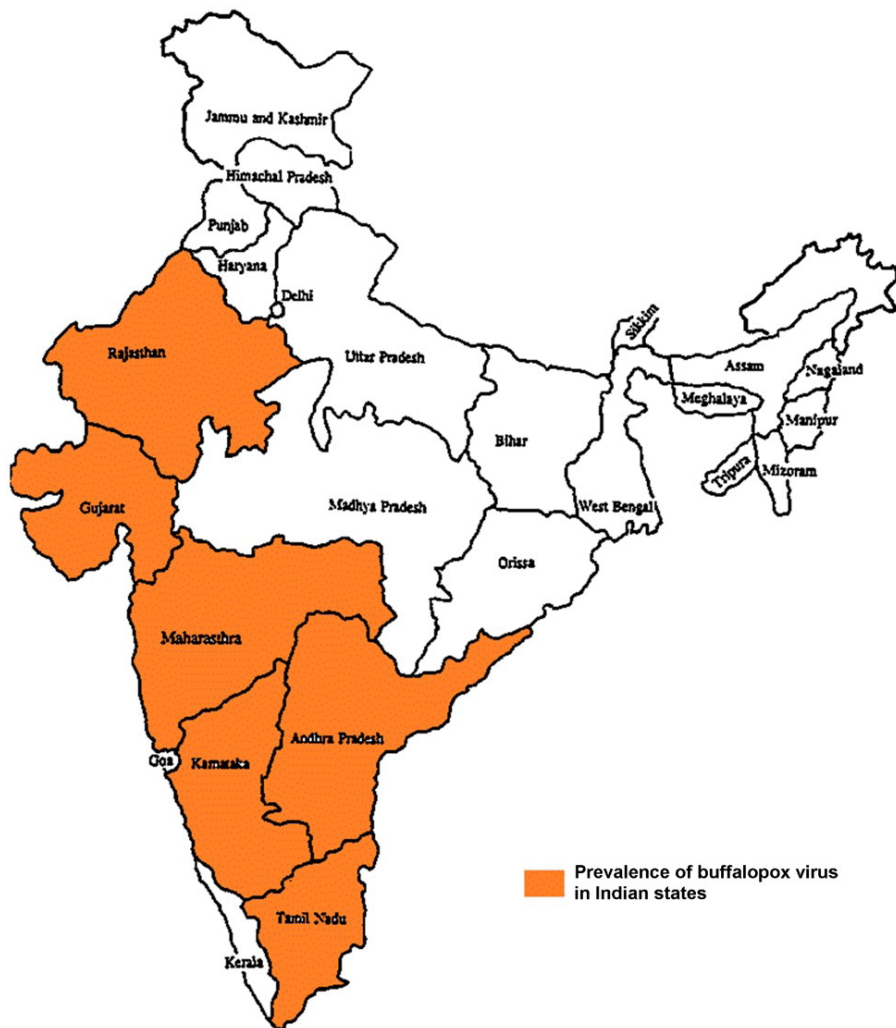 Jammu and Kashmir
Himachal Pradesh
Punjab
Haryana
Delhi
Rajasthan
Uttar Pradesh
Sikkim
Assam
Nagaland
Meghalaya
Manipur
Bihar
Tripura
Mizoram
Gujarat
Madhya Pradesh
West Bengal
Orissa
Maharasthra
Andhra Pradesh
Goa
Karnataka
Prevalence of buffalopox virus
in Indian states
Tamil Nadu
Kerala